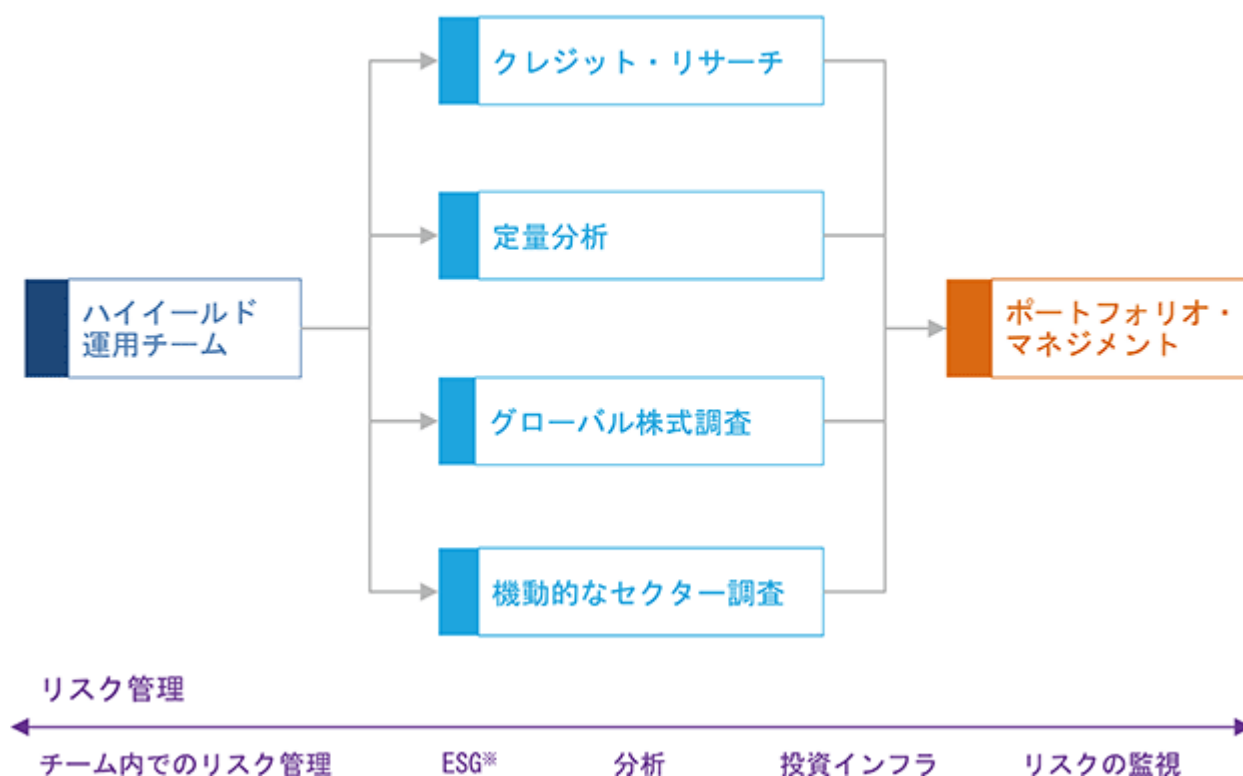 クレジット・リサーチ
定量分析
ハイイールド
運用チーム
ポートフォリオ・
マネジメント
グローバル株式調査
機動的なセクター調査
リスク管理
チーム内でのリスク管理 ESG※ 分析 投資インフラ リスクの監視